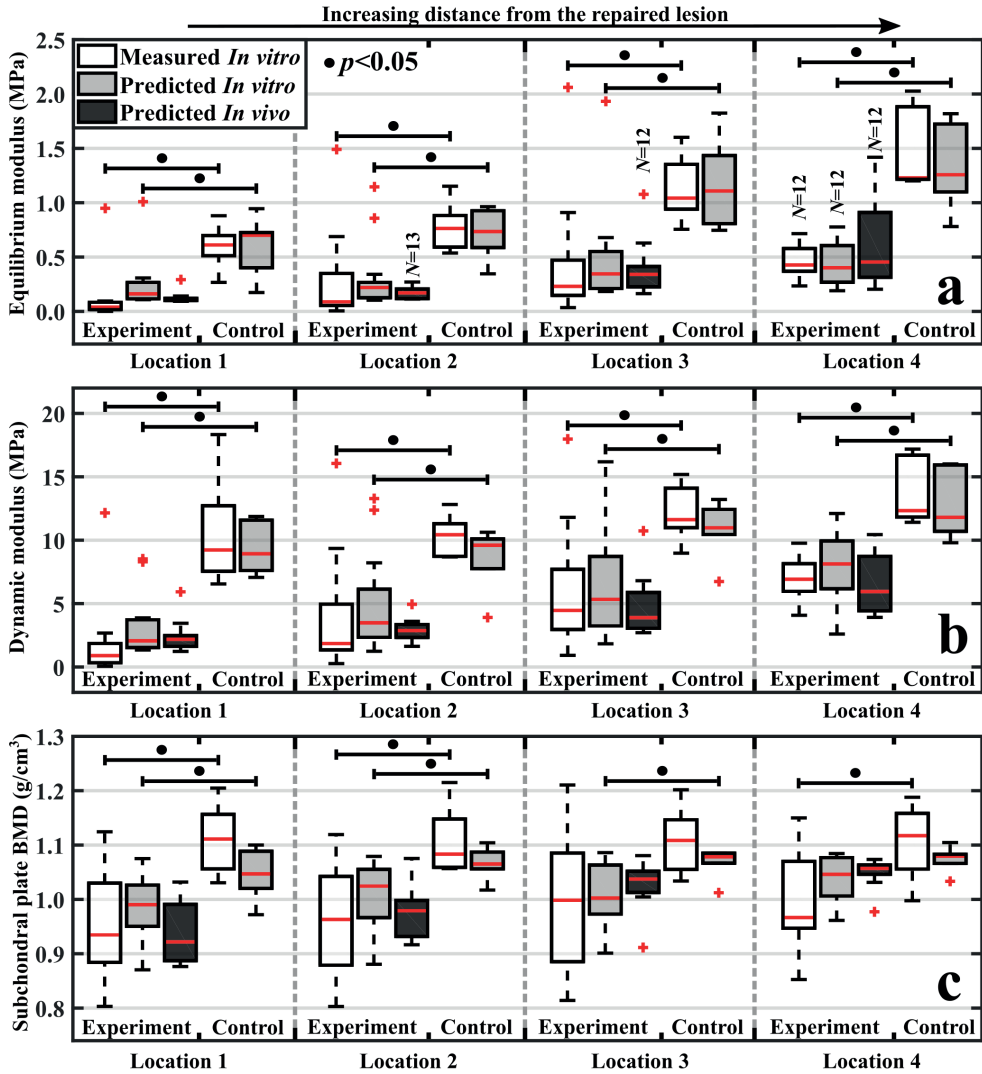 Increasing distance from the repaired lesion
Equilibrium modulus (MPa)
2.5
2.0
1.5
1.0
0.5
0.0
Measured In vitro
Predicted In vitro
Predicted In vivo
p<0.05
N=13
N=12
N=12
N=12
N=12
a
Experiment Control Experiment Control Experiment Control Experiment Control
Location 1 Location 2 Location 3 Location 4
Dynamic modulus (MPa)
20
15
10
5
0
b
Experiment Control Experiment Control Experiment Control Experiment Control
Location 1 Location 2 Location 3 Location 4
Subchondral plate BMD (g/cm³)
1.3
1.2
1.1
1.0
0.9
0.8
c
Experiment Control Experiment Control Experiment Control Experiment Control
Location 1 Location 2 Location 3 Location 4